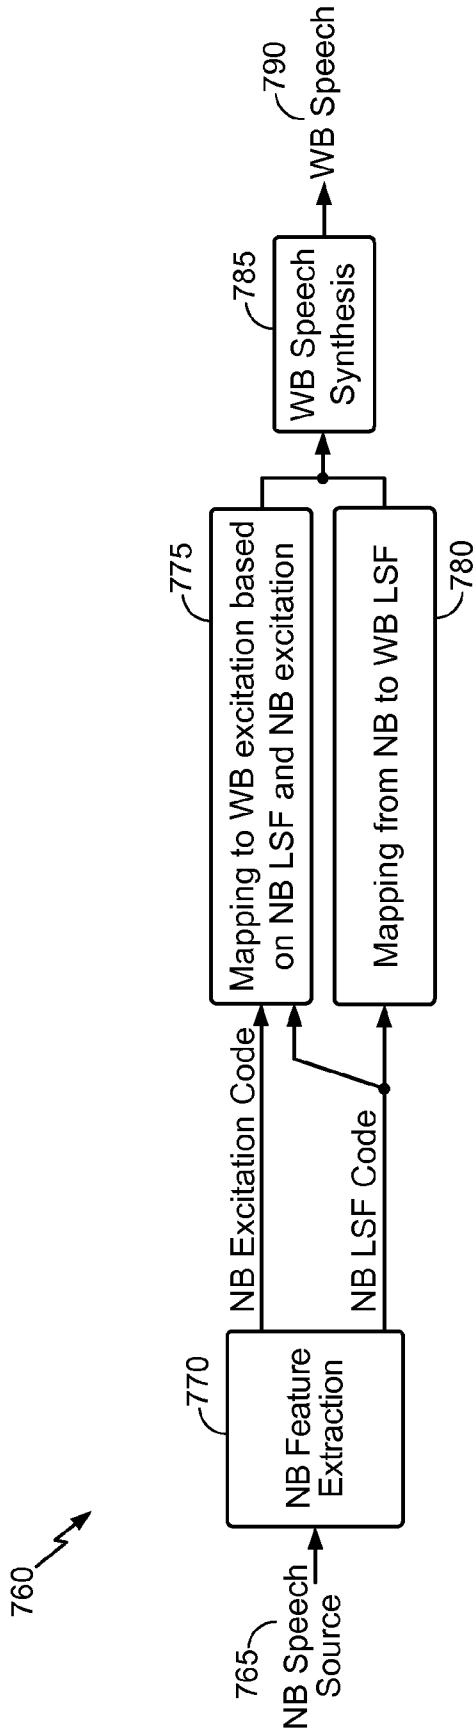 760
765
NB Speech
Source
770
NB Feature
Extraction
NB Excitation Code
NB LSF Code
775
Mapping to WB excitation based
on NB LSF and NB excitation
Mapping from NB to WB LSF
780
785
WB Speech
Synthesis
790
WB Speech